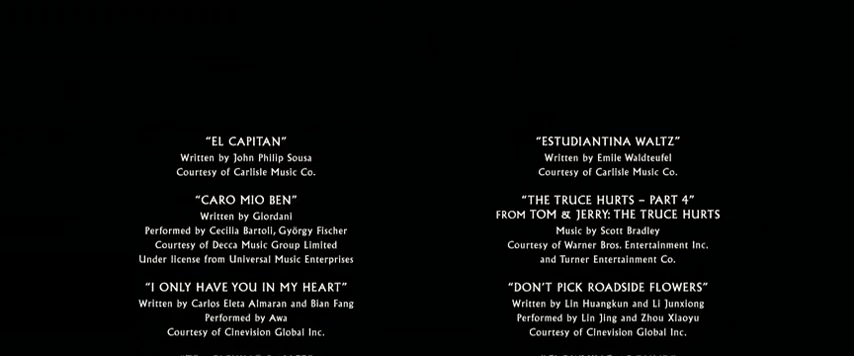 "EL CAPITAN"
Written by John Philip Sousa
Courtesy of Carlisle Music Co.
"CARO MIO BEN"
Written by Giordani
Performed by Cecilia Bartoli, György Fischer
Courtesy of Decca Music Group Limited
Under license from Universal Music Enterprises
"I ONLY HAVE YOU IN MY HEART"
Written by Carlos Eleta Almaran and Bian Fang
Performed by Awa
Courtesy of Cinevision Global Inc.
"ESTUDIANTINA WALTZ"
Written by Emile Waldteufel
Courtesy of Carlisle Music Co.
"THE TRUCE HURTS – PART 4"
FROM TOM & JERRY: THE TRUCE HURTS
Music by Scott Bradley
Courtesy of Warner Bros. Entertainment Inc.
and Turner Entertainment Co.
"DON'T PICK ROADSIDE FLOWERS"
Written by Lin Huangkun and Li Junxiong
Performed by Lin Jing and Zhou Xiaoyu
Courtesy of Cinevision Global Inc.